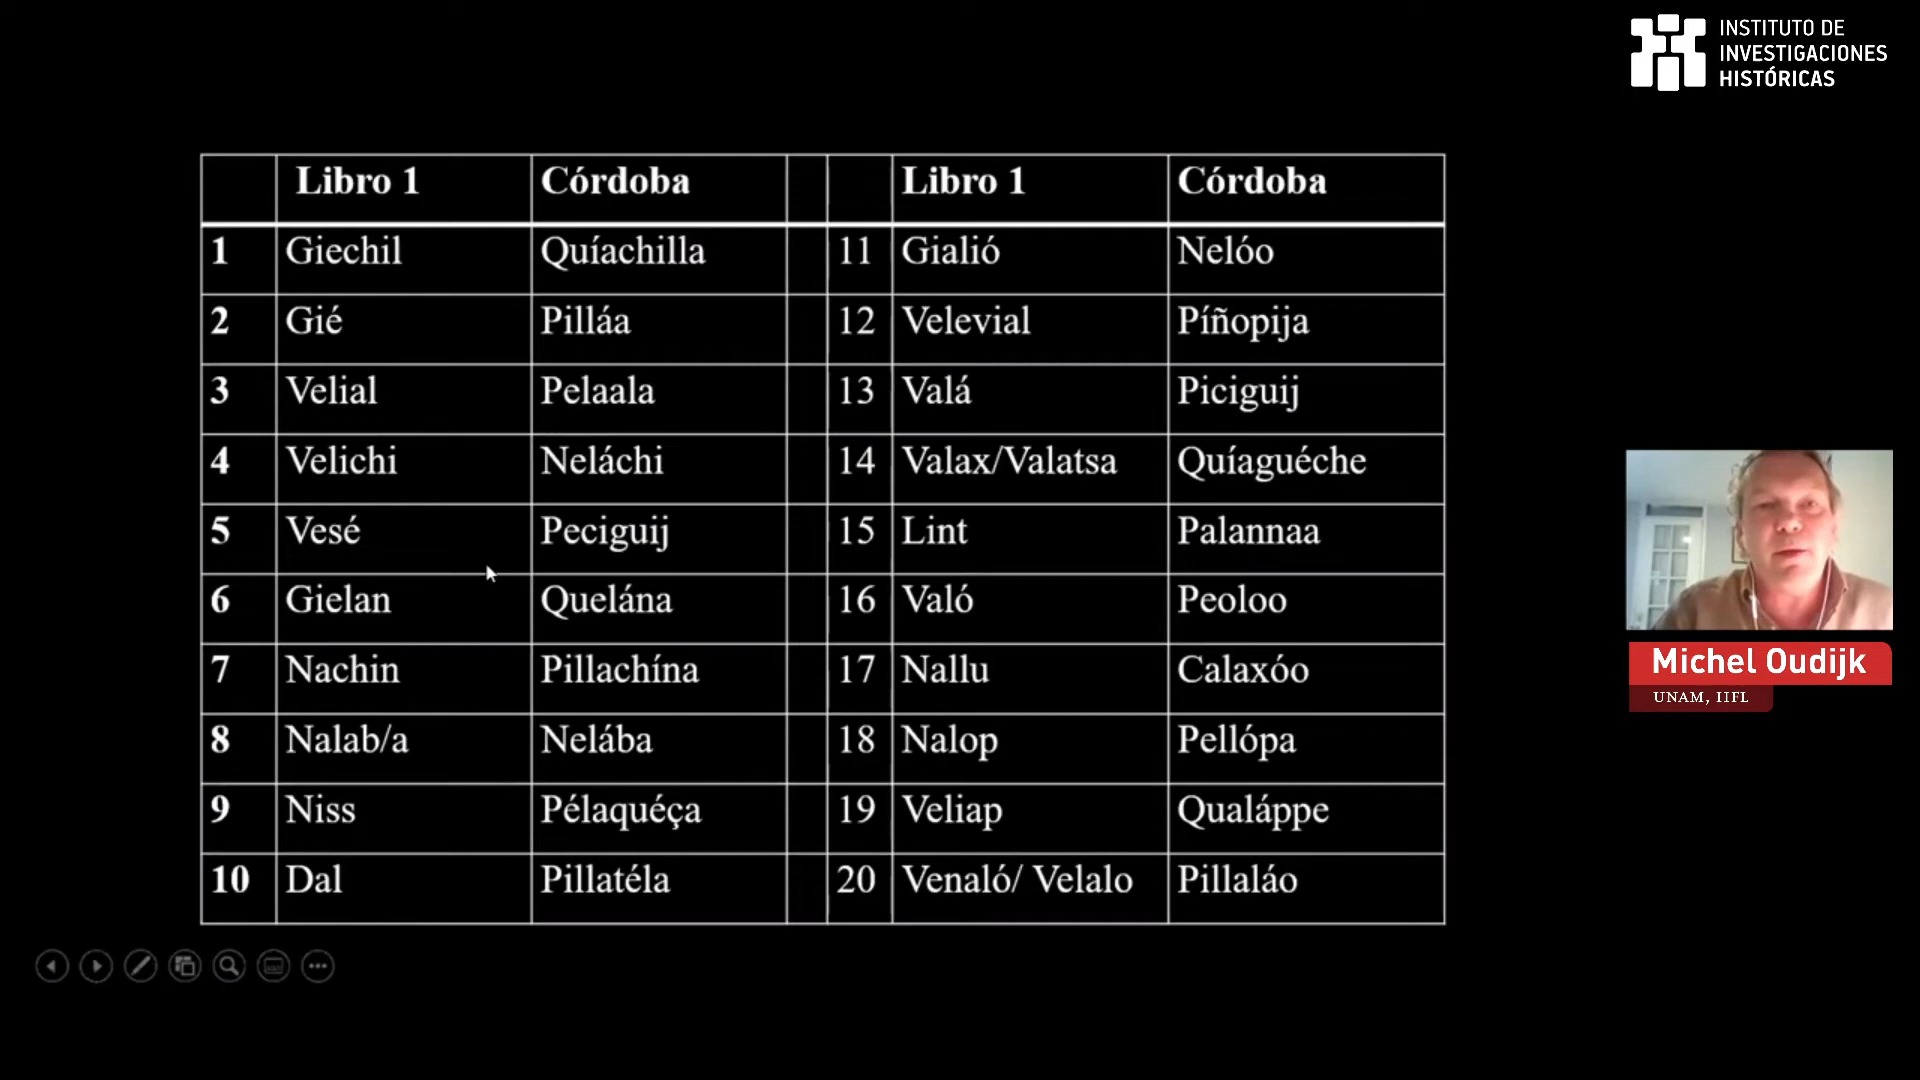 INSTITUTO DE
INVESTIGACIONES
HISTÓRICAS
Libro 1 Córdoba Libro 1 Córdoba
1 Giechil Quíachilla 11 Gialió Nelóo
2 Gié Pilláa 12 Velevial Píñopija
3 Velial Pelaala 13 Valá Piciguij
4 Velichi Neláchi 14 Valax/Valatsa Quíaguéche
5 Vesé Peciguij 15 Lint Palannaa
6 Gielan Quelána 16 Való Peoloo
7 Nachin Pillachína 17 Nallu Calaxóo
8 Nalab/a Nelába 18 Nalop Pellópa
9 Niss Pélaquéça 19 Veliap Qualáppe
10 Dal Pillatéla 20 Venaló/ Velalo Pillaláo
Michel Oudijk
UNAM, IIFL